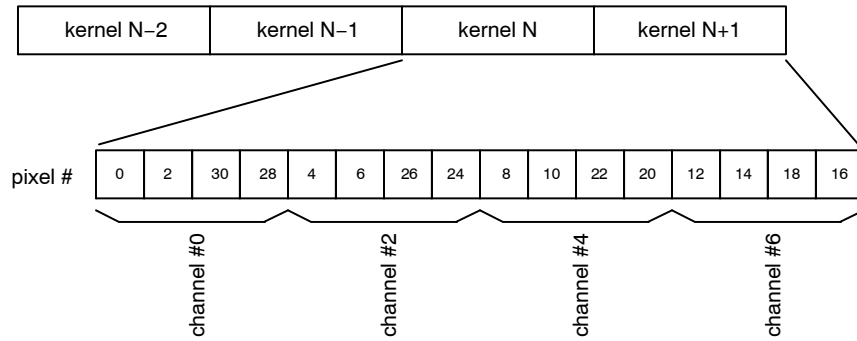 kernel N−2 kernel N−1 kernel N kernel N+1
pixel # 0 2 30 28 4 6 26 24 8 10 22 20 12 14 18 16
channel #0
channel #2
channel #4
channel #6